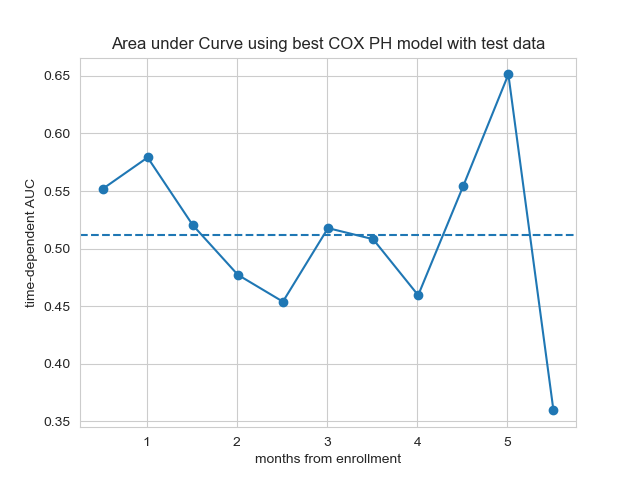 Area under Curve using best COX PH model with test data
time-dependent AUC
0.65
0.60
0.55
0.50
0.45
0.40
0.35
1 2 3 4 5
months from enrollment